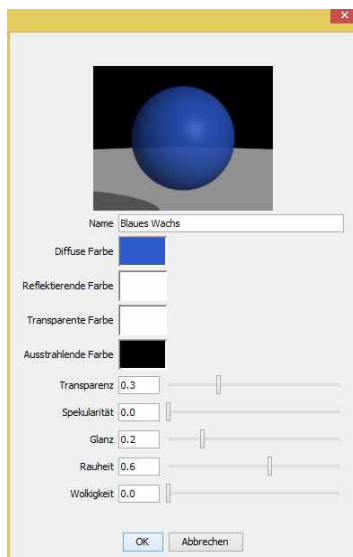 Name Blaues Wachs
Diffuse Farbe
Reflektierende Farbe
Transparente Farbe
Ausstrahlende Farbe
Transparenz 0.3
Spekularität 0.0
Glanz 0.2
Rauheit 0.6
Wolkigkeit 0.0
OK Abbrechen